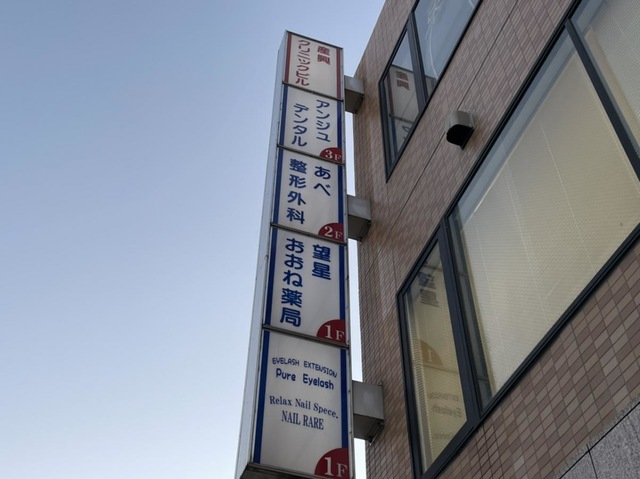 産興
クリニックビル
アンジュ
デンタル
3F
あべ
整形外科
2F
望星
おおね薬局
1F
EYELASH EXTENSION
Pure Eyelash
Relax Nail Spece.
NAIL RARE
1F